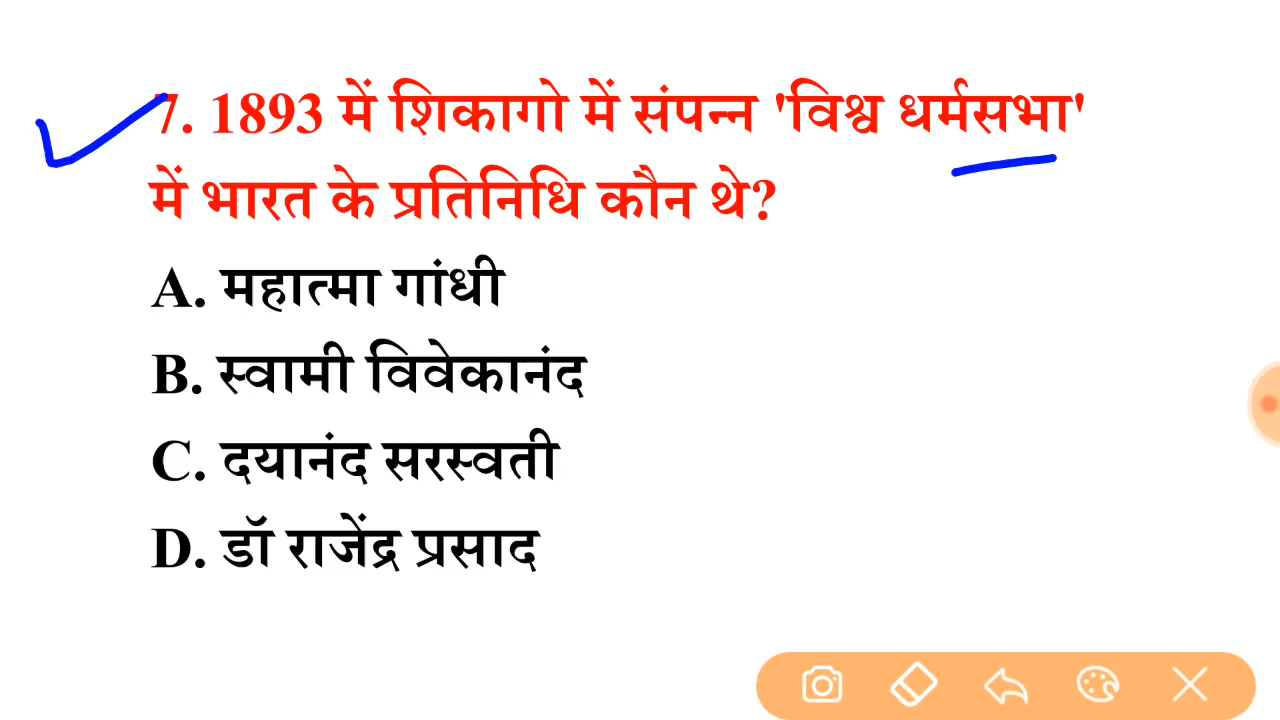 7. 1893 में शिकागो में संपन्न 'विश्व धर्मसभा'
में भारत के प्रतिनिधि कौन थे?
A. महात्मा गांधी
B. स्वामी विवेकानंद
C. दयानंद सरस्वती
D. डॉ राजेंद्र प्रसाद